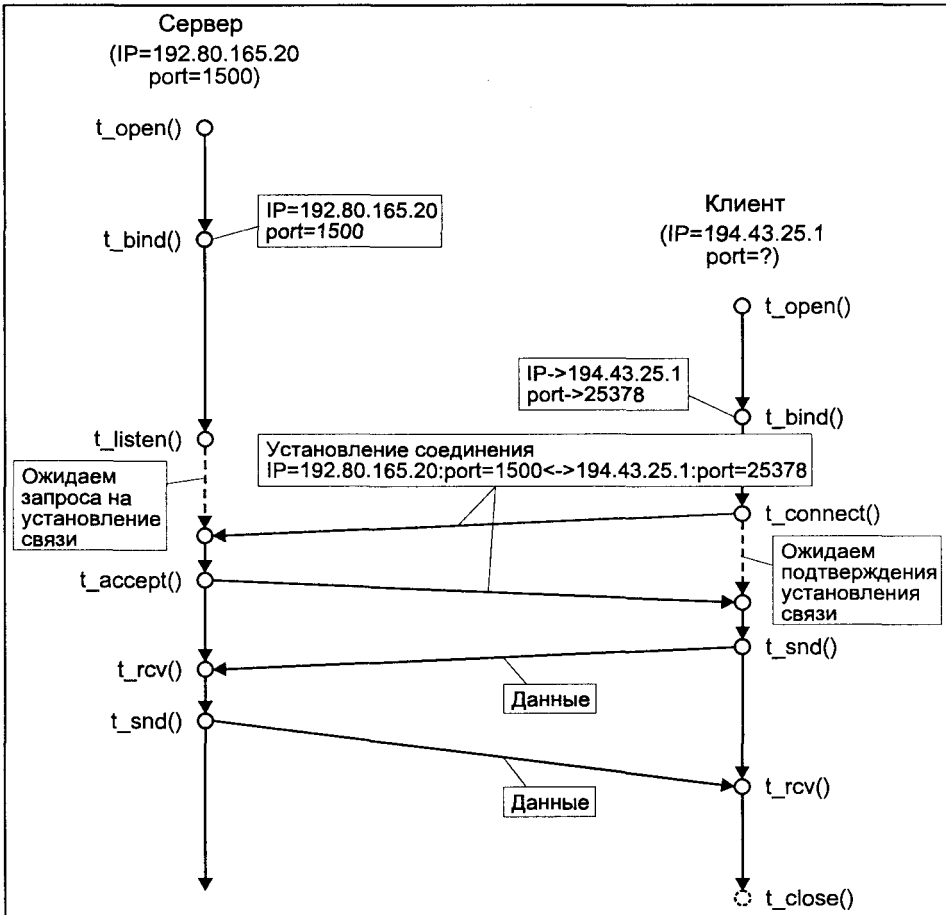 Сервер
(IP=192.80.165.20
port=1500)
t_open()
IP=192.80.165.20
port=1500
t_bind()
Клиент
(IP=194.43.25.1
port=?)
t_open()
IP->194.43.25.1
port->25378
t_bind()
t_listen()
Установление соединения
IP=192.80.165.20:port=1500<->194.43.25.1:port=25378
Ожидаем
запроса на
установление
связи
t_connect()
Ожидаем
подтверждения
установления
связи
t_accept()
t_snd()
t_rcv()
Данные
t_snd()
t_rcv()
Данные
t_close()